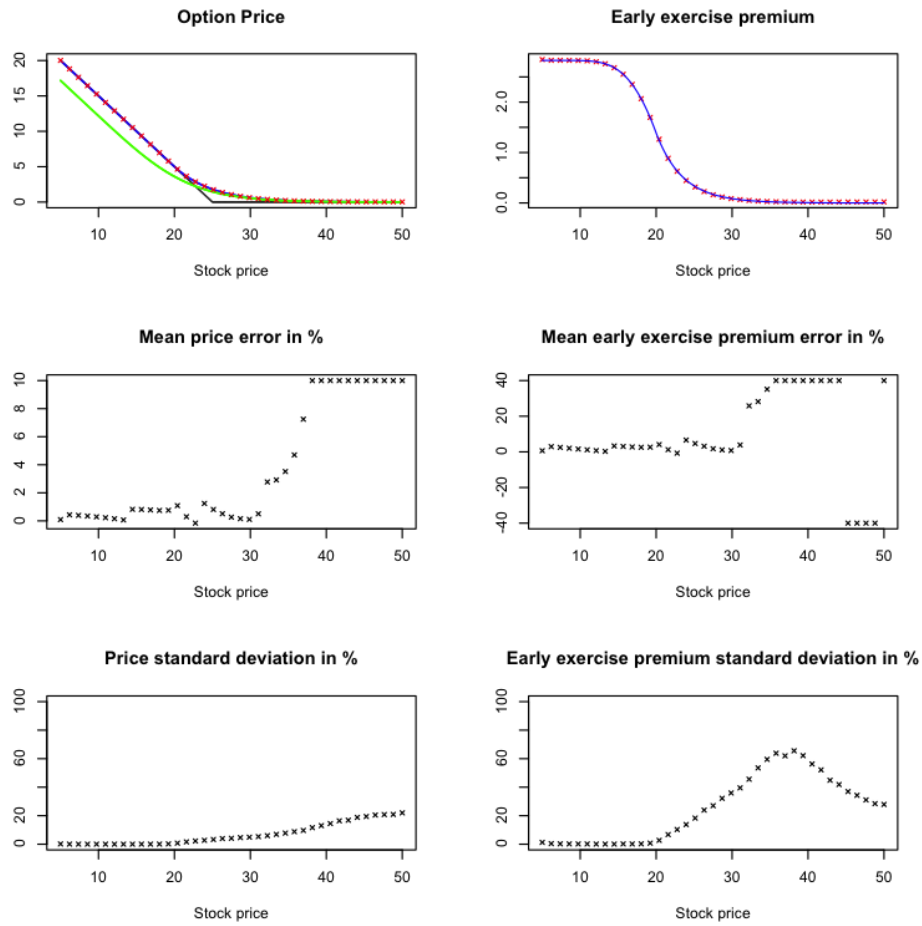 Option Price
20
15
10
5
0
10 20 30 40 50
Stock price
Early exercise premium
2.0
1.0
0.0
10 20 30 40 50
Stock price
Mean price error in %
10
8
6
4
2
0
10 20 30 40 50
Stock price
Mean early exercise premium error in %
40
20
0
-20
-40
10 20 30 40 50
Stock price
Price standard deviation in %
100
60
20
0
10 20 30 40 50
Stock price
Early exercise premium standard deviation in %
100
60
20
0
10 20 30 40 50
Stock price